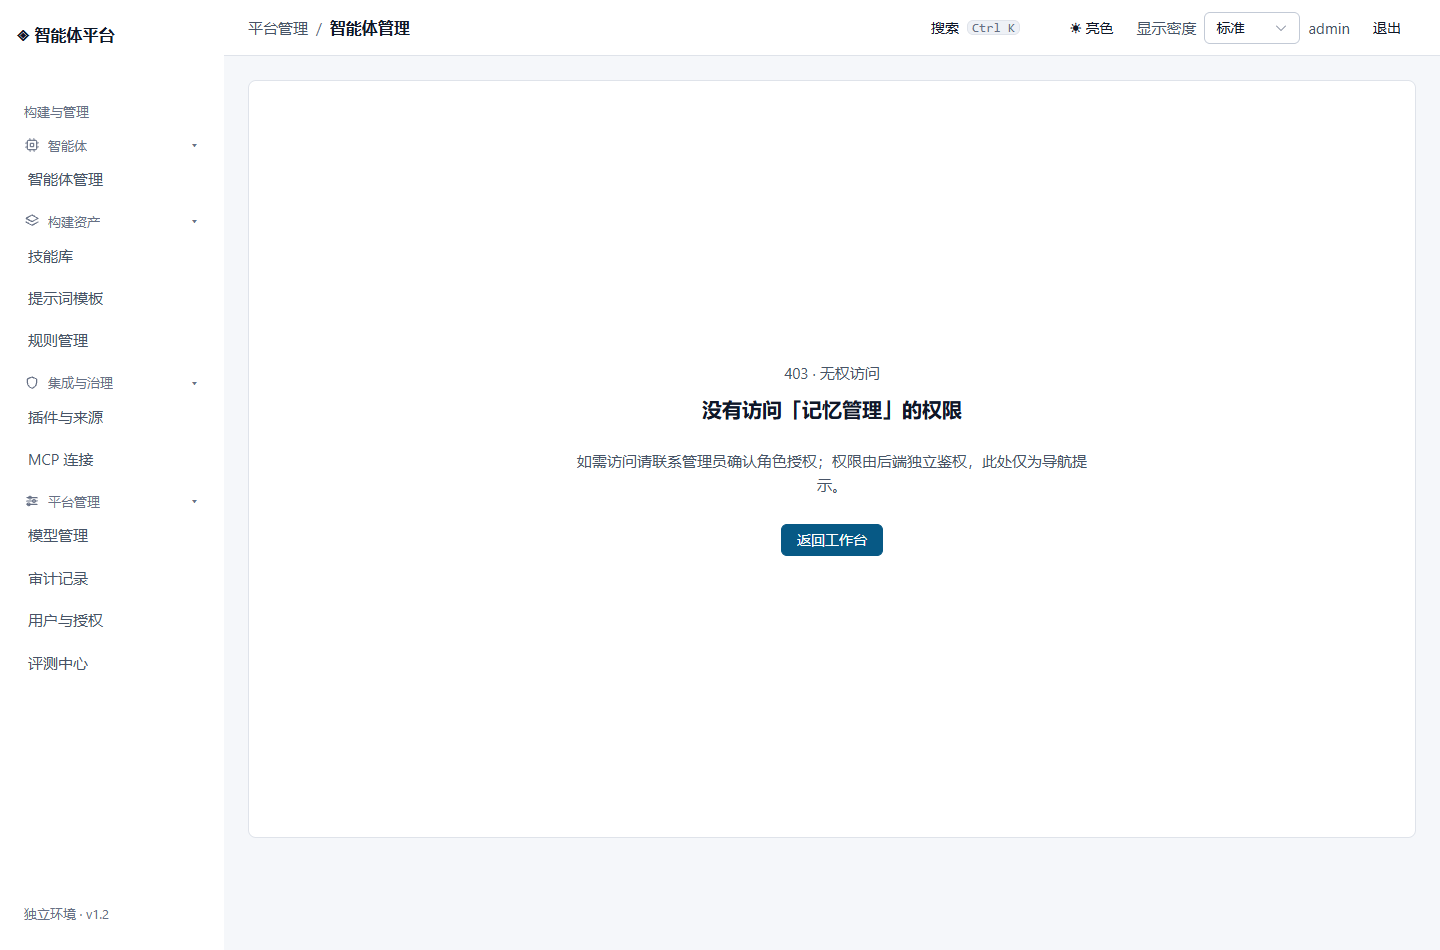 智能体平台
构建与管理
智能体
智能体管理
构建资产
技能库
提示词模板
规则管理
集成与治理
插件与来源
MCP 连接
平台管理
模型管理
审计记录
用户与授权
评测中心
独立环境 · v1.2
平台管理 / 智能体管理
搜索 Ctrl K
亮色
显示密度
标准
admin
退出
403 · 无权访问
没有访问「记忆管理」的权限
如需访问请联系管理员确认角色授权；权限由后端独立鉴权，此处仅为导航提
示。
返回工作台